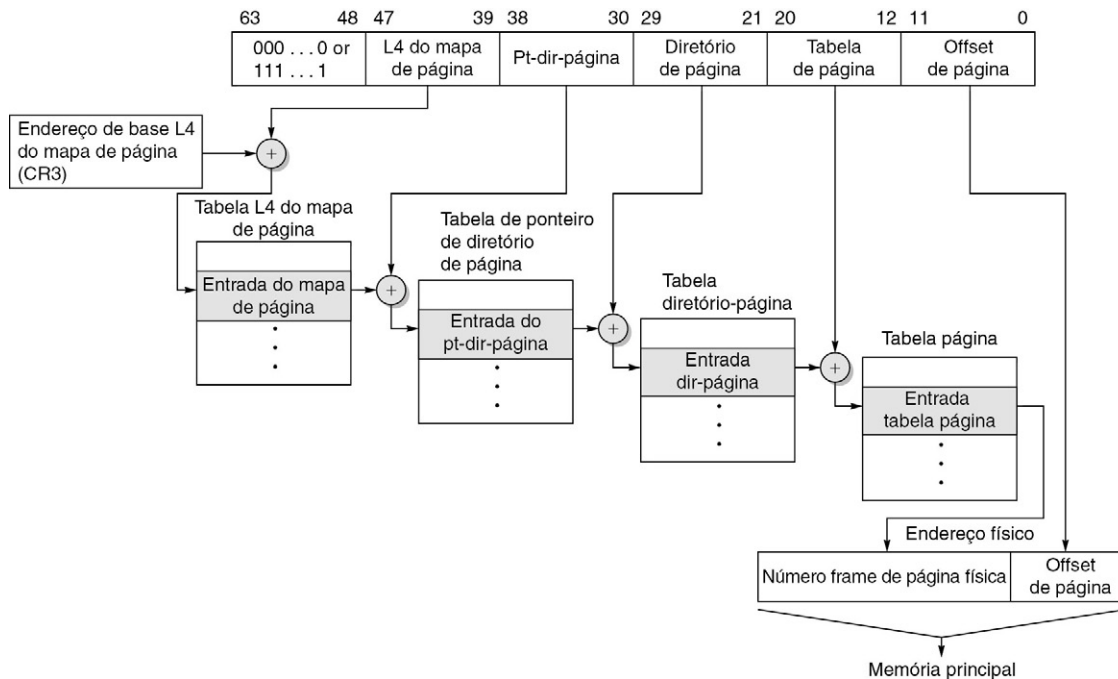 63 48 47 39 38 30 29 21 20 12 11 0
000 . . . 0 or
111 . . . 1
L4 do mapa
de página
Pt-dir-página
Diretório
de página
Tabela
de página
Offset
de página
Endereço de base L4
do mapa de página
(CR3)
+
Tabela L4 do mapa
de página
Entrada do mapa
de página
+
Tabela de ponteiro
de diretório
de página
Entrada do
pt-dir-página
+
Tabela
diretório-página
Entrada
dir-página
+
Tabela página
Entrada
tabela página
Endereço físico
Número frame de página física
Offset
de página
Memória principal